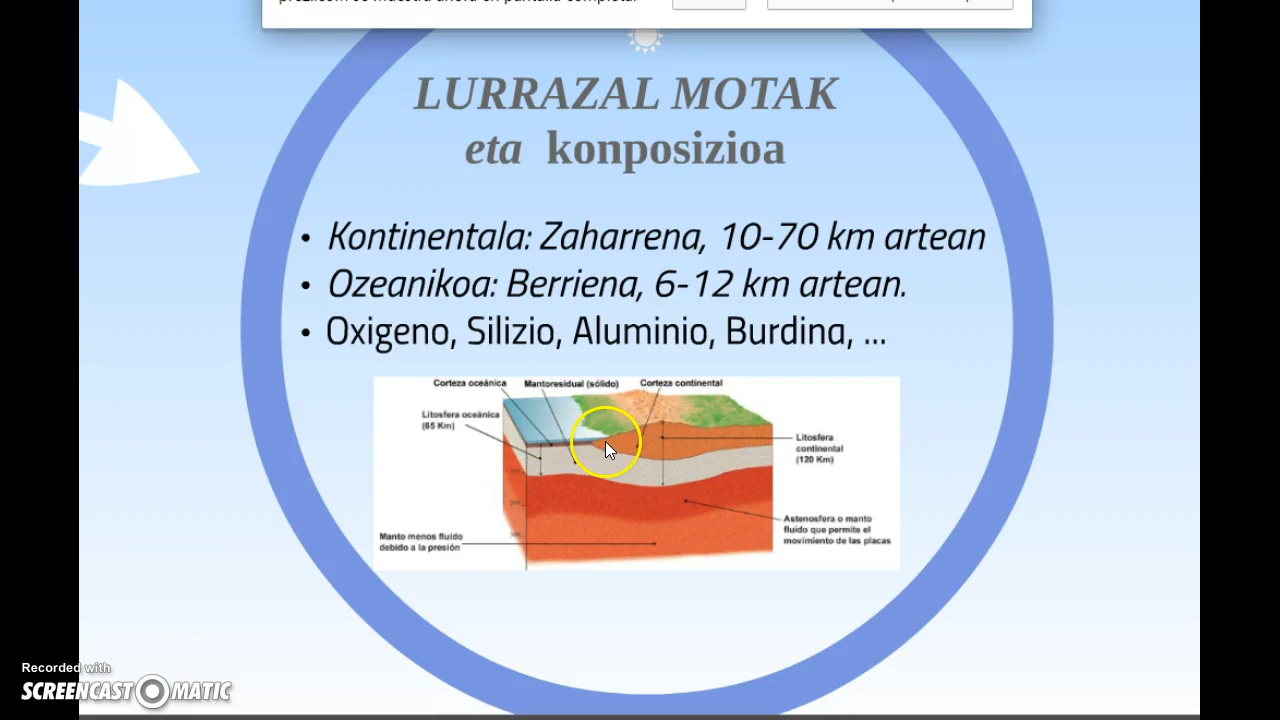 LURRAZAL MOTAK
eta konposizioa
• Kontinentala: Zaharrena, 10-70 km artean
• Ozeanikoa: Berriena, 6-12 km artean.
• Oxigeno, Silizio, Aluminio, Burdina, ...
Corteza oceánica
Mantoresidual (sólido)
Corteza continental
Litosfera oceánica
(65 Km)
Litosfera
continental
(120 Km)
Astenosfera o manto
fluido que permite el
movimiento de las placas
Manto menos fluido
debido a la presión
Recorded with
SCREENCAST-O-MATIC